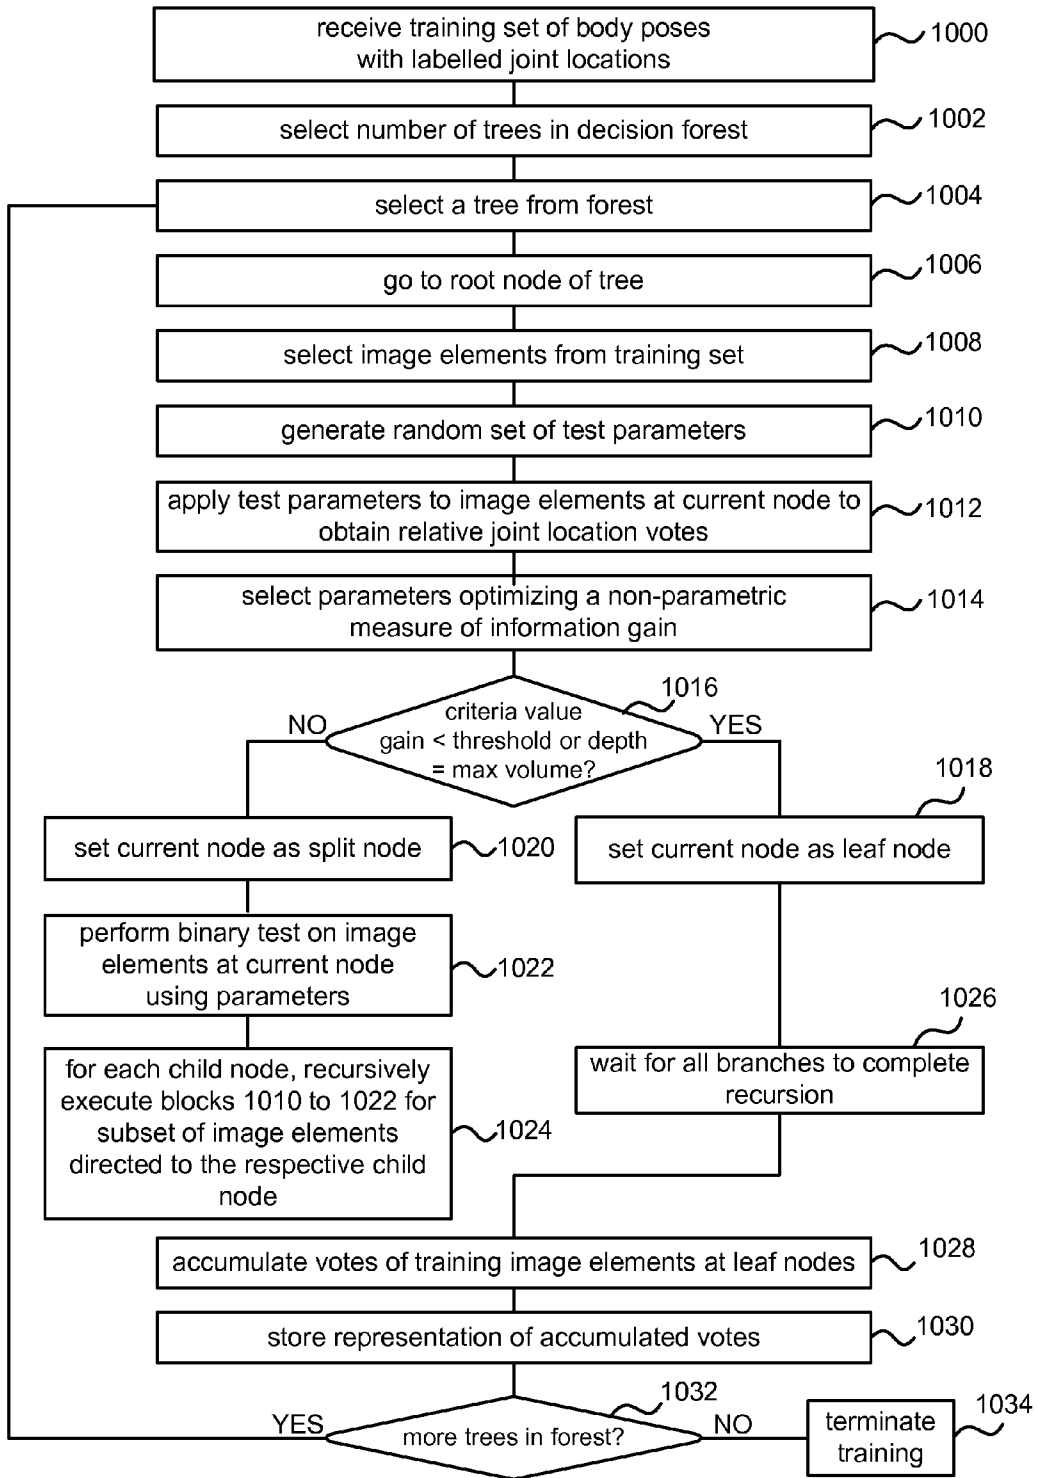 receive training set of body poses
with labelled joint locations
1000
select number of trees in decision forest
1002
select a tree from forest
1004
go to root node of tree
1006
select image elements from training set
1008
generate random set of test parameters
1010
apply test parameters to image elements at current node to
obtain relative joint location votes
1012
select parameters optimizing a non-parametric
measure of information gain
1014
1016
criteria value
gain < threshold or depth
= max volume?
NO
YES
1018
set current node as split node
1020
set current node as leaf node
perform binary test on image
elements at current node
using parameters
1022
1026
wait for all branches to complete
recursion
for each child node, recursively
execute blocks 1010 to 1022 for
subset of image elements
directed to the respective child
node
1024
accumulate votes of training image elements at leaf nodes
1028
store representation of accumulated votes
1030
1032
YES
more trees in forest?
NO
terminate
training
1034